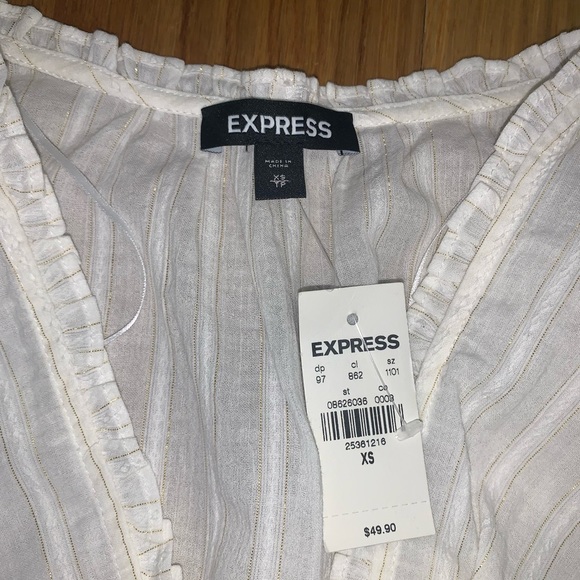 EXPRESS
MADE IN
CHINA
XS
TP
EXPRESS
dp cl sz
97 862 1101
st co
08626036 0009
25361216
XS
$49.90